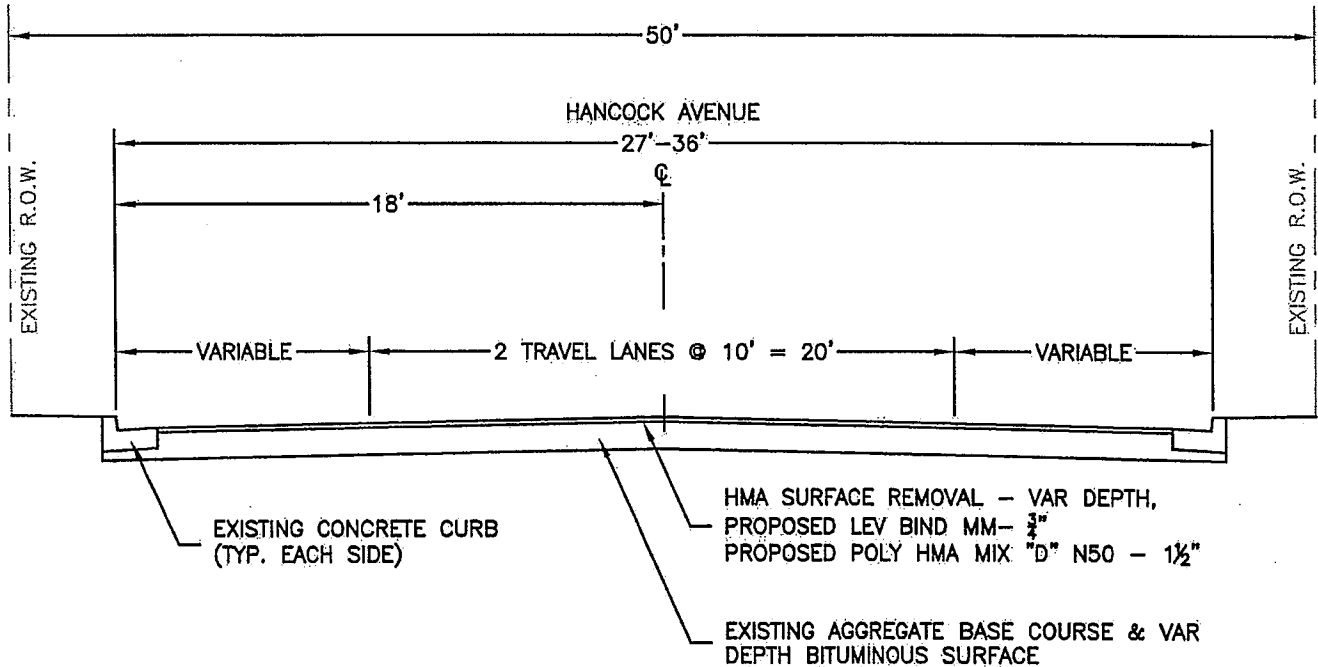 50'
HANCOCK AVENUE
27'-36'
℄
18'
EXISTING R.O.W.
EXISTING R.O.W.
VARIABLE
2 TRAVEL LANES @ 10' = 20'
VARIABLE
EXISTING CONCRETE CURB
(TYP. EACH SIDE)
HMA SURFACE REMOVAL - VAR DEPTH,
PROPOSED LEV BIND MM- ¾"
PROPOSED POLY HMA MIX "D" N50 - 1½"
EXISTING AGGREGATE BASE COURSE & VAR
DEPTH BITUMINOUS SURFACE